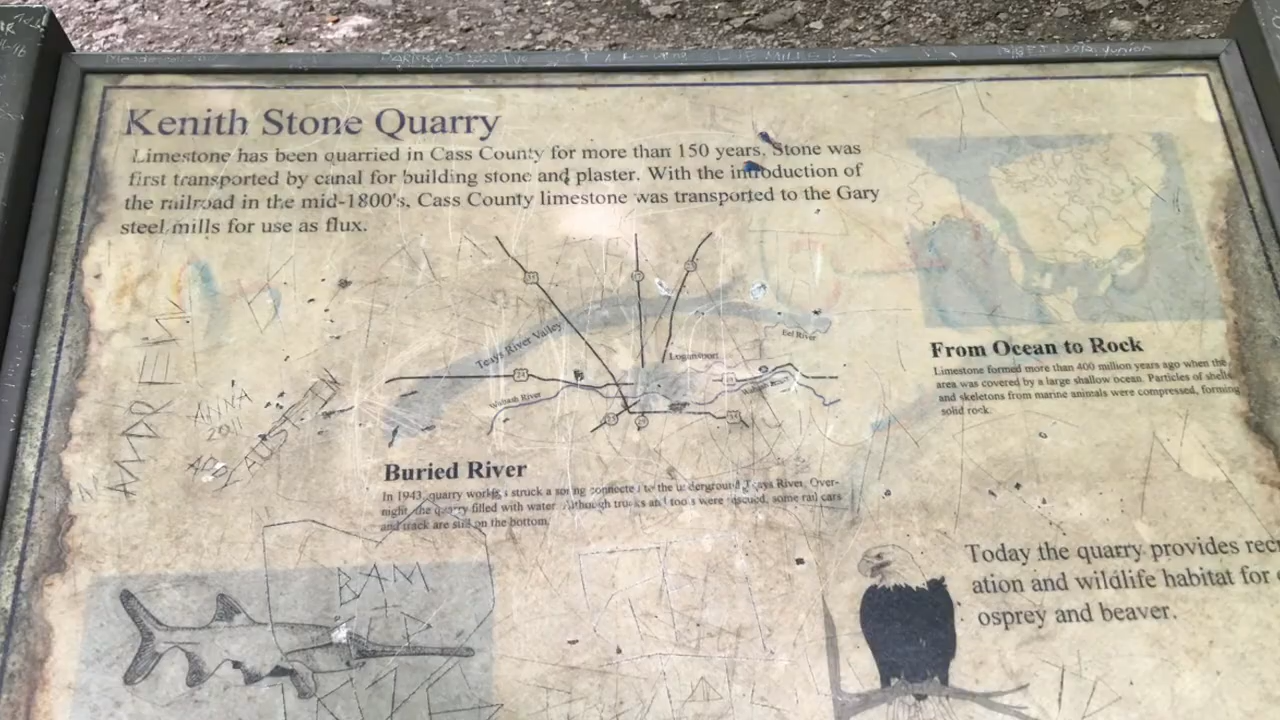 Kenith Stone Quarry
Limestone has been quarried in Cass County for more than 150 years. Stone was
first transported by canal for building stone and plaster. With the introduction of
the railroad in the mid-1800's, Cass County limestone was transported to the Gary
steel mills for use as flux.
Teays River Valley
Eel River
Logansport
24
Wabash River
Wabash River
From Ocean to Rock
Limestone formed more than 400 million years ago when the
area was covered by a large shallow ocean. Particles of shells
and skeletons from marine animals were compressed, forming
solid rock.
ANDREW
ANNA
2011
AUSTIN
Buried River
In 1943, quarry workers struck a spring connected to the underground Teays River. Over-
night, the quarry filled with water. Although trucks and tools were rescued, some rail cars
and track are still on the bottom.
BAM
Today the quarry provides recr
ation and wildlife habitat for
osprey and beaver.